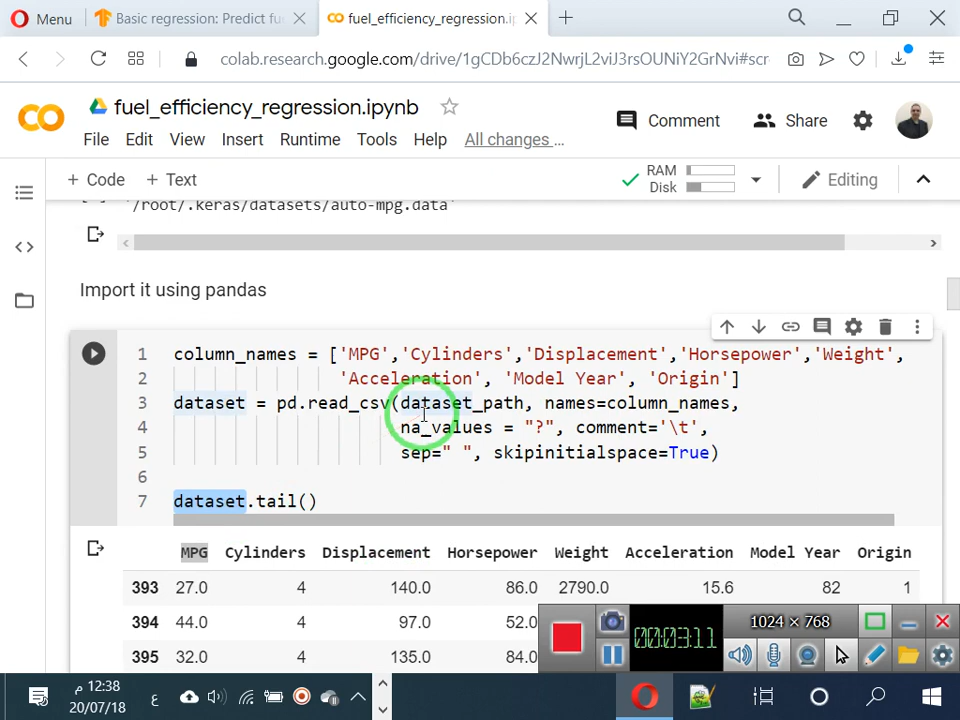 Menu
Basic regression: Predict fu
fuel_efficiency_regression.i
colab.research.google.com/drive/1gCDb6czJ2NwrjL2viJ3rsOUNiY2GrNvi#scr
fuel_efficiency_regression.ipynb
Comment
Share
File Edit View Insert Runtime Tools Help All changes …
+ Code + Text
RAM
Disk
Editing
'/root/.keras/datasets/auto-mpg.data'
Import it using pandas
1 column_names = ['MPG','Cylinders','Displacement','Horsepower','Weight',
2 'Acceleration', 'Model Year', 'Origin']
3 dataset = pd.read_csv(dataset_path, names=column_names,
4 na_values = "?", comment='\t',
5 sep=" ", skipinitialspace=True)
6
7 dataset.tail()
MPG Cylinders Displacement Horsepower Weight Acceleration Model Year Origin
393 27.0 4 140.0 86.0 2790.0 15.6 82 1
394 44.0 4 97.0 52.0
395 32.0 4 135.0 84.0
1024 × 768
00:03:11
12:38 م
20/07/18
ع